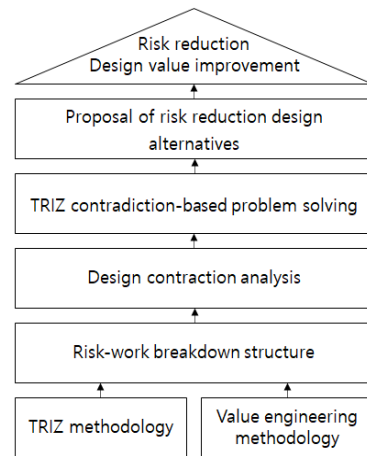 Risk reduction
Design value improvement
Proposal of risk reduction design
alternatives
TRIZ contradiction-based problem solving
Design contraction analysis
Risk-work breakdown structure
TRIZ methodology
Value engineering
methodology